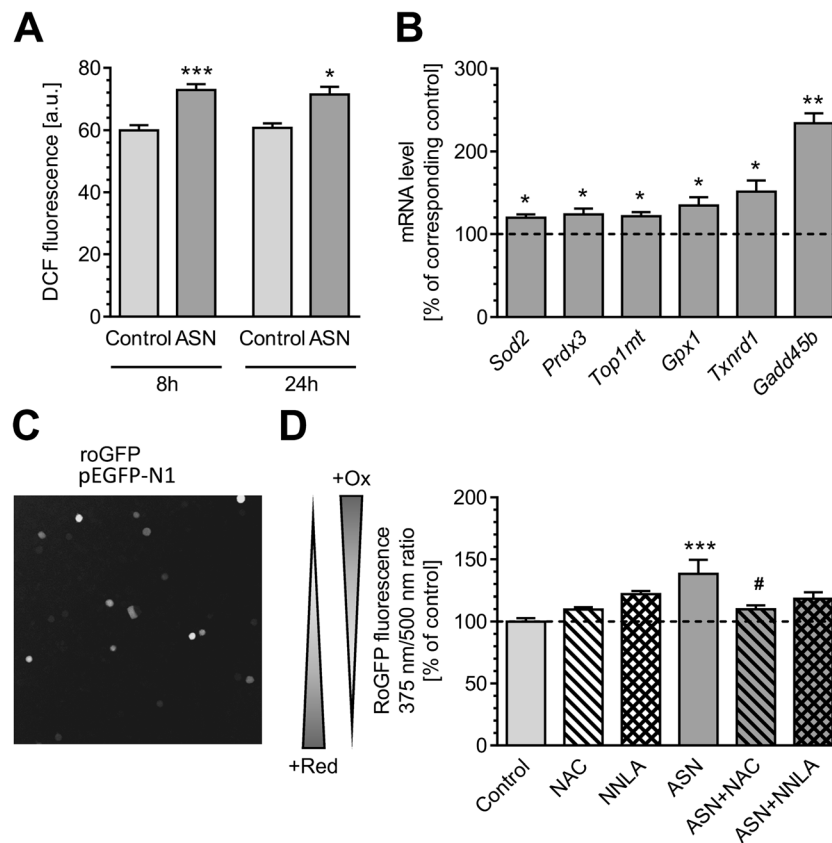 A
DCF fluorescence [a.u.]
80
60
40
20
0
***
*
Control ASN
Control ASN
8h
24h
B
mRNA level
[% of corresponding control]
300
200
100
0
*
*
*
*
*
**
Sod2
Prdx3
Top1mt
Gpx1
Txnrd1
Gadd45b
C
roGFP
pEGFP-N1
D
+Ox
+Red
RoGFP fluorescence
375 nm/500 nm ratio
[% of control]
200
150
100
50
0
***
#
Control
NAC
NNLA
ASN
ASN+NAC
ASN+NNLA